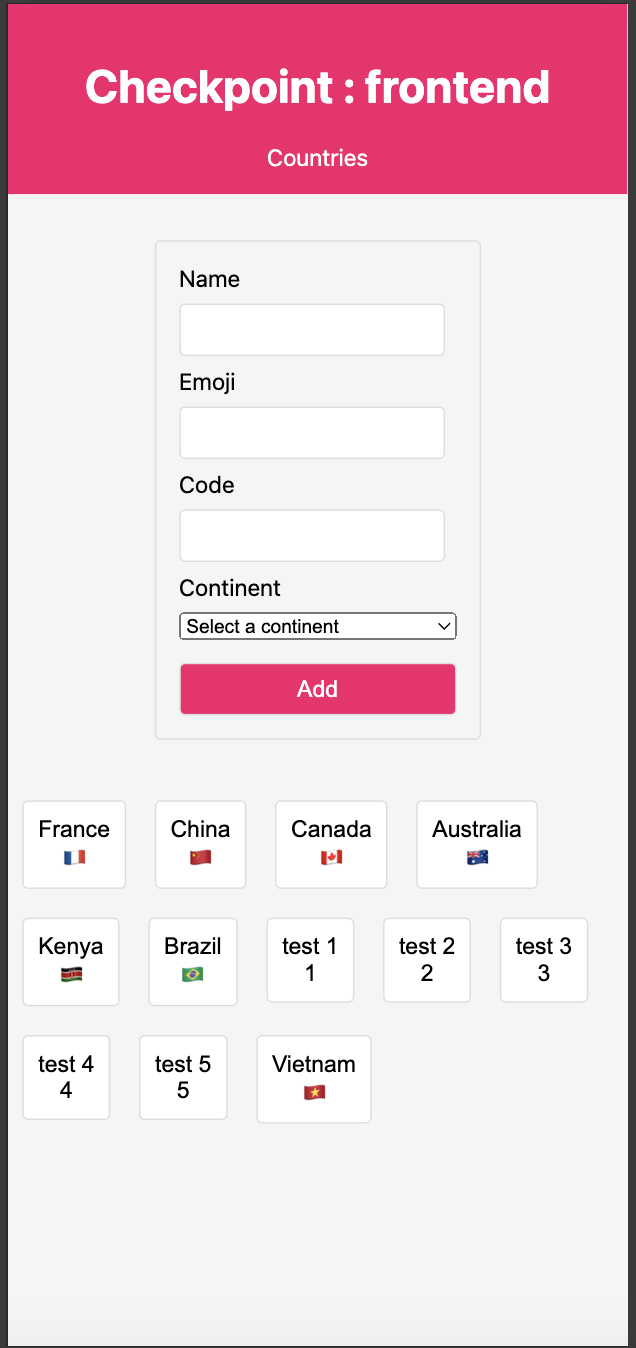 Checkpoint : frontend
Countries
Name
Emoji
Code
Continent
Select a continent
Add
France China Canada Australia
🇫🇷 🇨🇳 🇨🇦 🇦🇺
Kenya Brazil test 1 test 2 test 3
🇰🇪 🇧🇷 1 2 3
test 4 test 5 Vietnam
4 5 🇻🇳